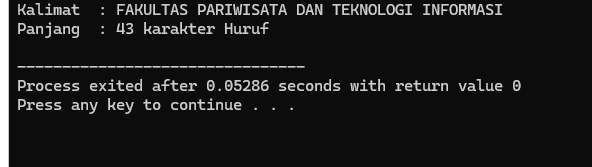 Kalimat  : FAKULTAS PARIWISATA DAN TEKNOLOGI INFORMASI
Panjang  : 43 karakter Huruf
--------------------------------
Process exited after 0.05286 seconds with return value 0
Press any key to continue . . .